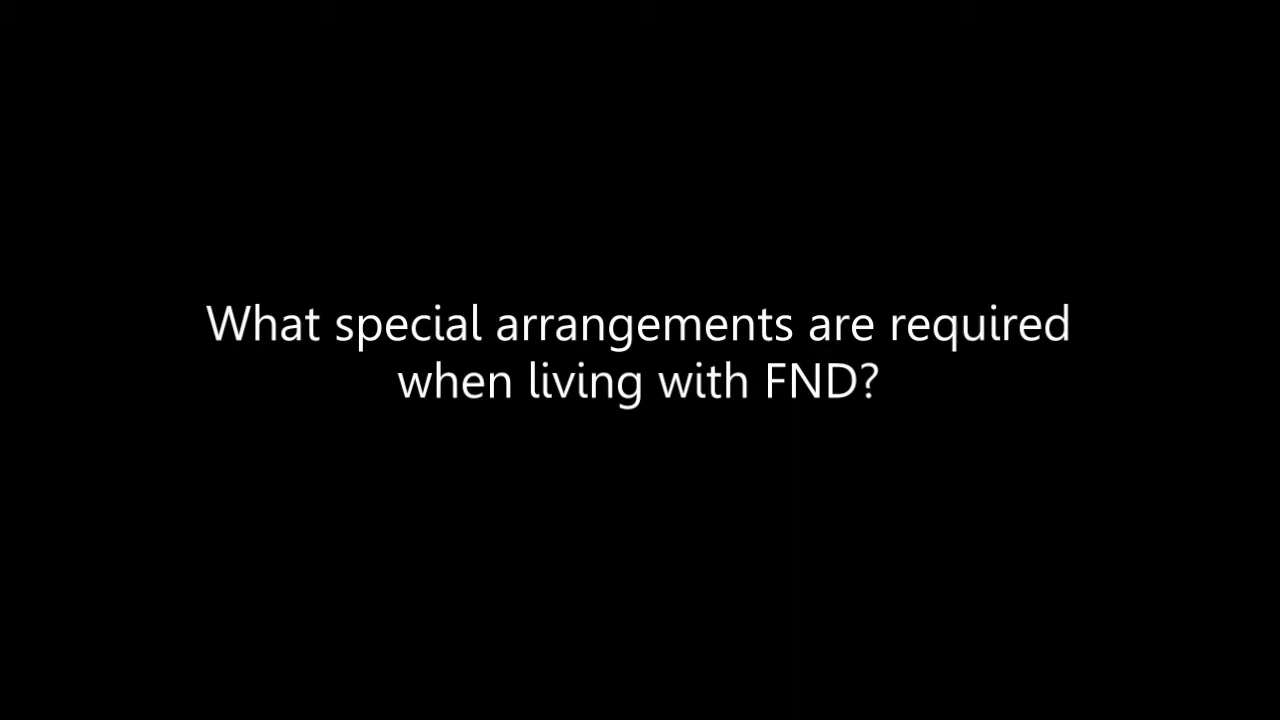 What special arrangements are required
when living with FND?